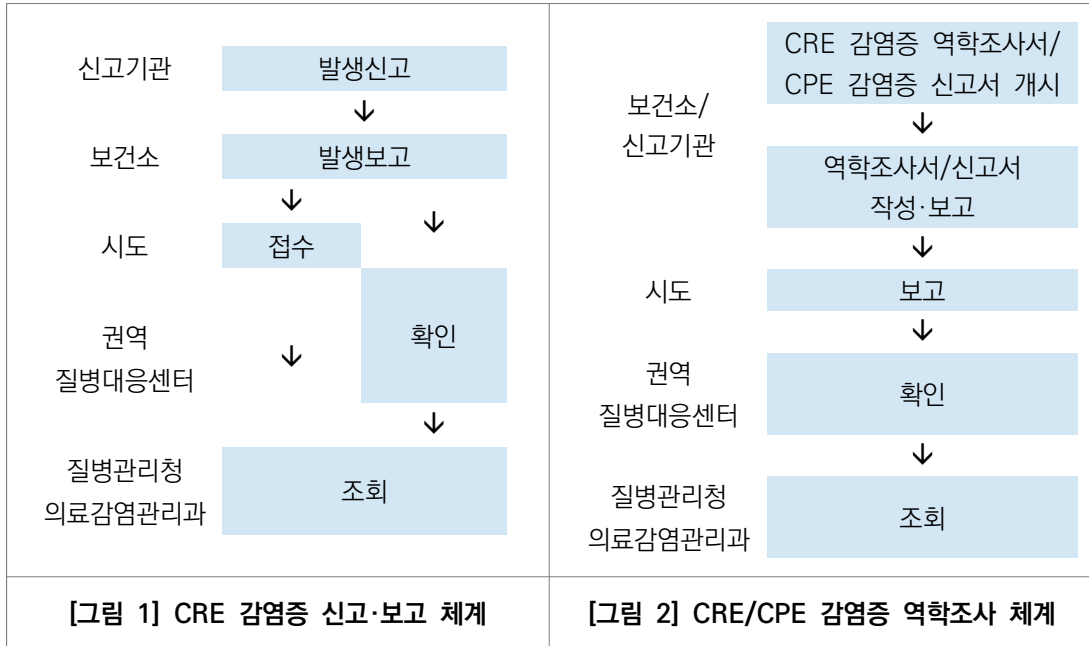 신고기관
발생신고
보건소
발생보고
시도
접수
권역
질병대응센터
확인
질병관리청
의료감염관리과
조회
[그림 1] CRE 감염증 신고·보고 체계
보건소/
신고기관
CRE 감염증 역학조사서/
CPE 감염증 신고서 개시
역학조사서/신고서
작성·보고
시도
보고
권역
질병대응센터
확인
질병관리청
의료감염관리과
조회
[그림 2] CRE/CPE 감염증 역학조사 체계